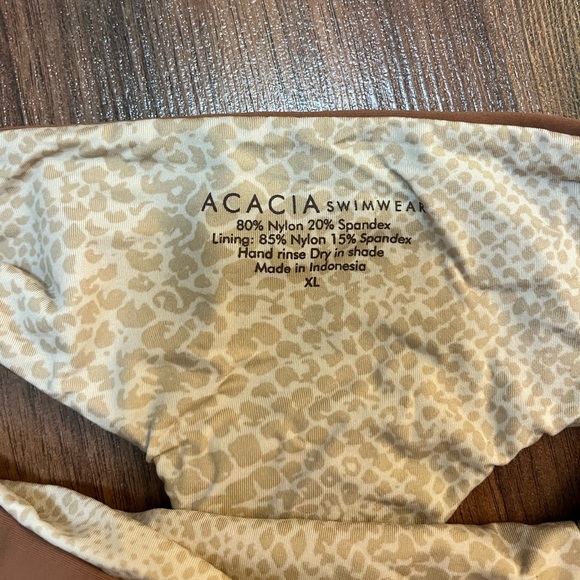 ACACIA SWIMWEAR
80% Nylon 20% Spandex
Lining: 85% Nylon 15% Spandex
Hand rinse Dry in shade
Made in Indonesia
XL